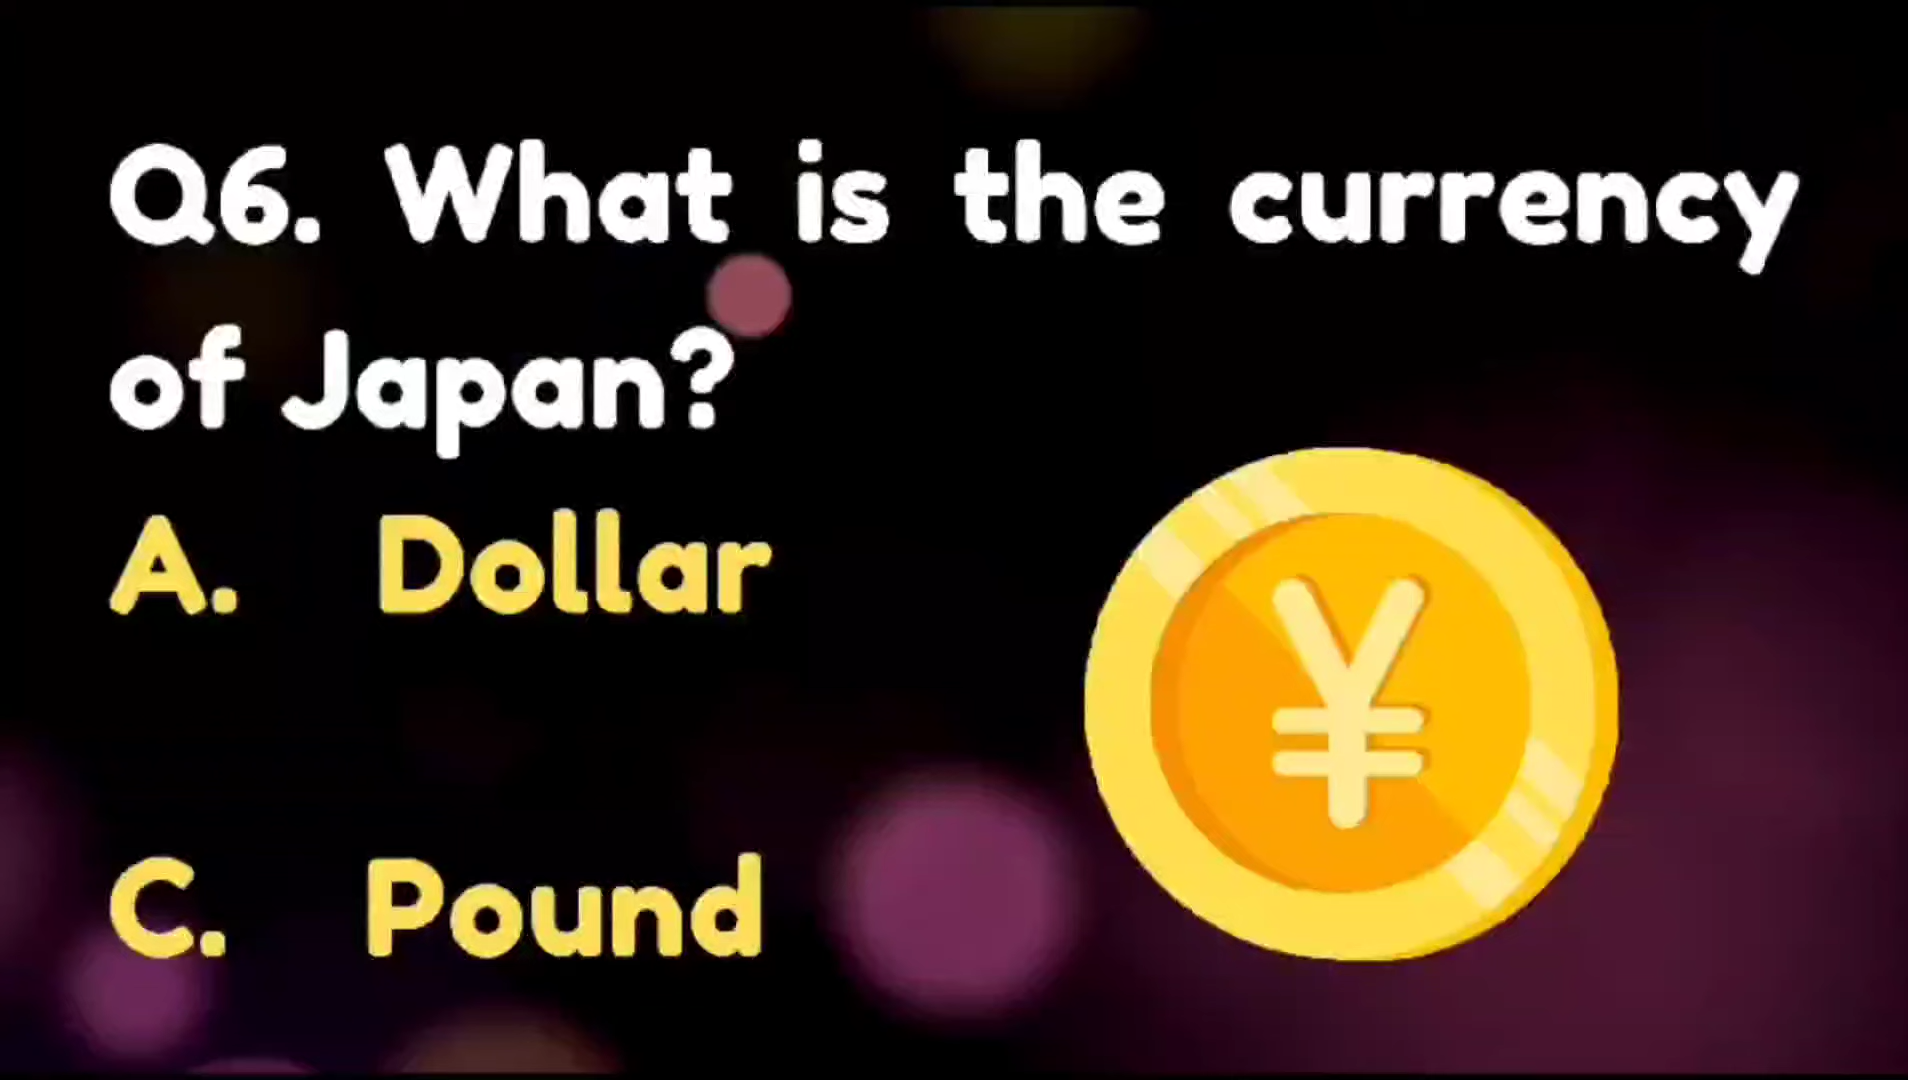 Q6. What is the currency
of Japan?
A. Dollar
¥
C. Pound